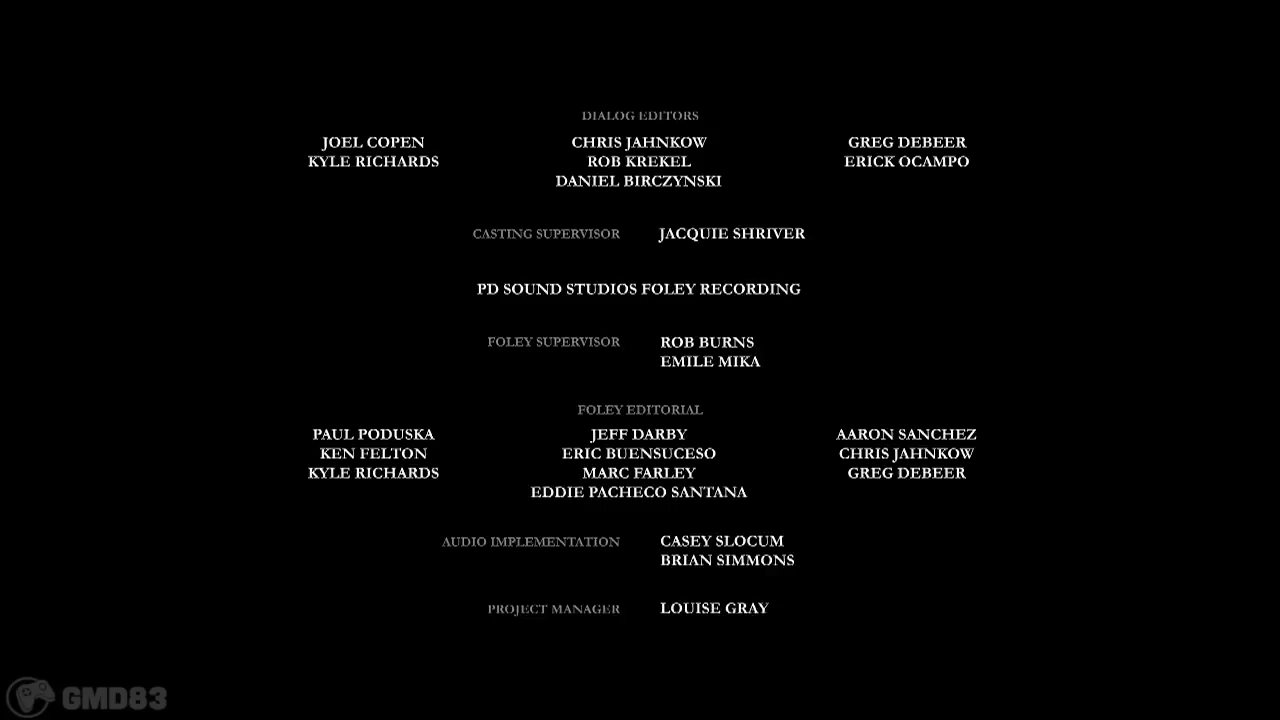 DIALOG EDITORS
JOEL COPEN CHRIS JAHNKOW GREG DEBEER
KYLE RICHARDS ROB KREKEL ERICK OCAMPO
DANIEL BIRCZYNSKI
CASTING SUPERVISOR JACQUIE SHRIVER
PD SOUND STUDIOS FOLEY RECORDING
FOLEY SUPERVISOR ROB BURNS
EMILE MIKA
FOLEY EDITORIAL
PAUL PODUSKA JEFF DARBY AARON SANCHEZ
KEN FELTON ERIC BUENSUCESO CHRIS JAHNKOW
KYLE RICHARDS MARC FARLEY GREG DEBEER
EDDIE PACHECO SANTANA
AUDIO IMPLEMENTATION CASEY SLOCUM
BRIAN SIMMONS
PROJECT MANAGER LOUISE GRAY
GMD83